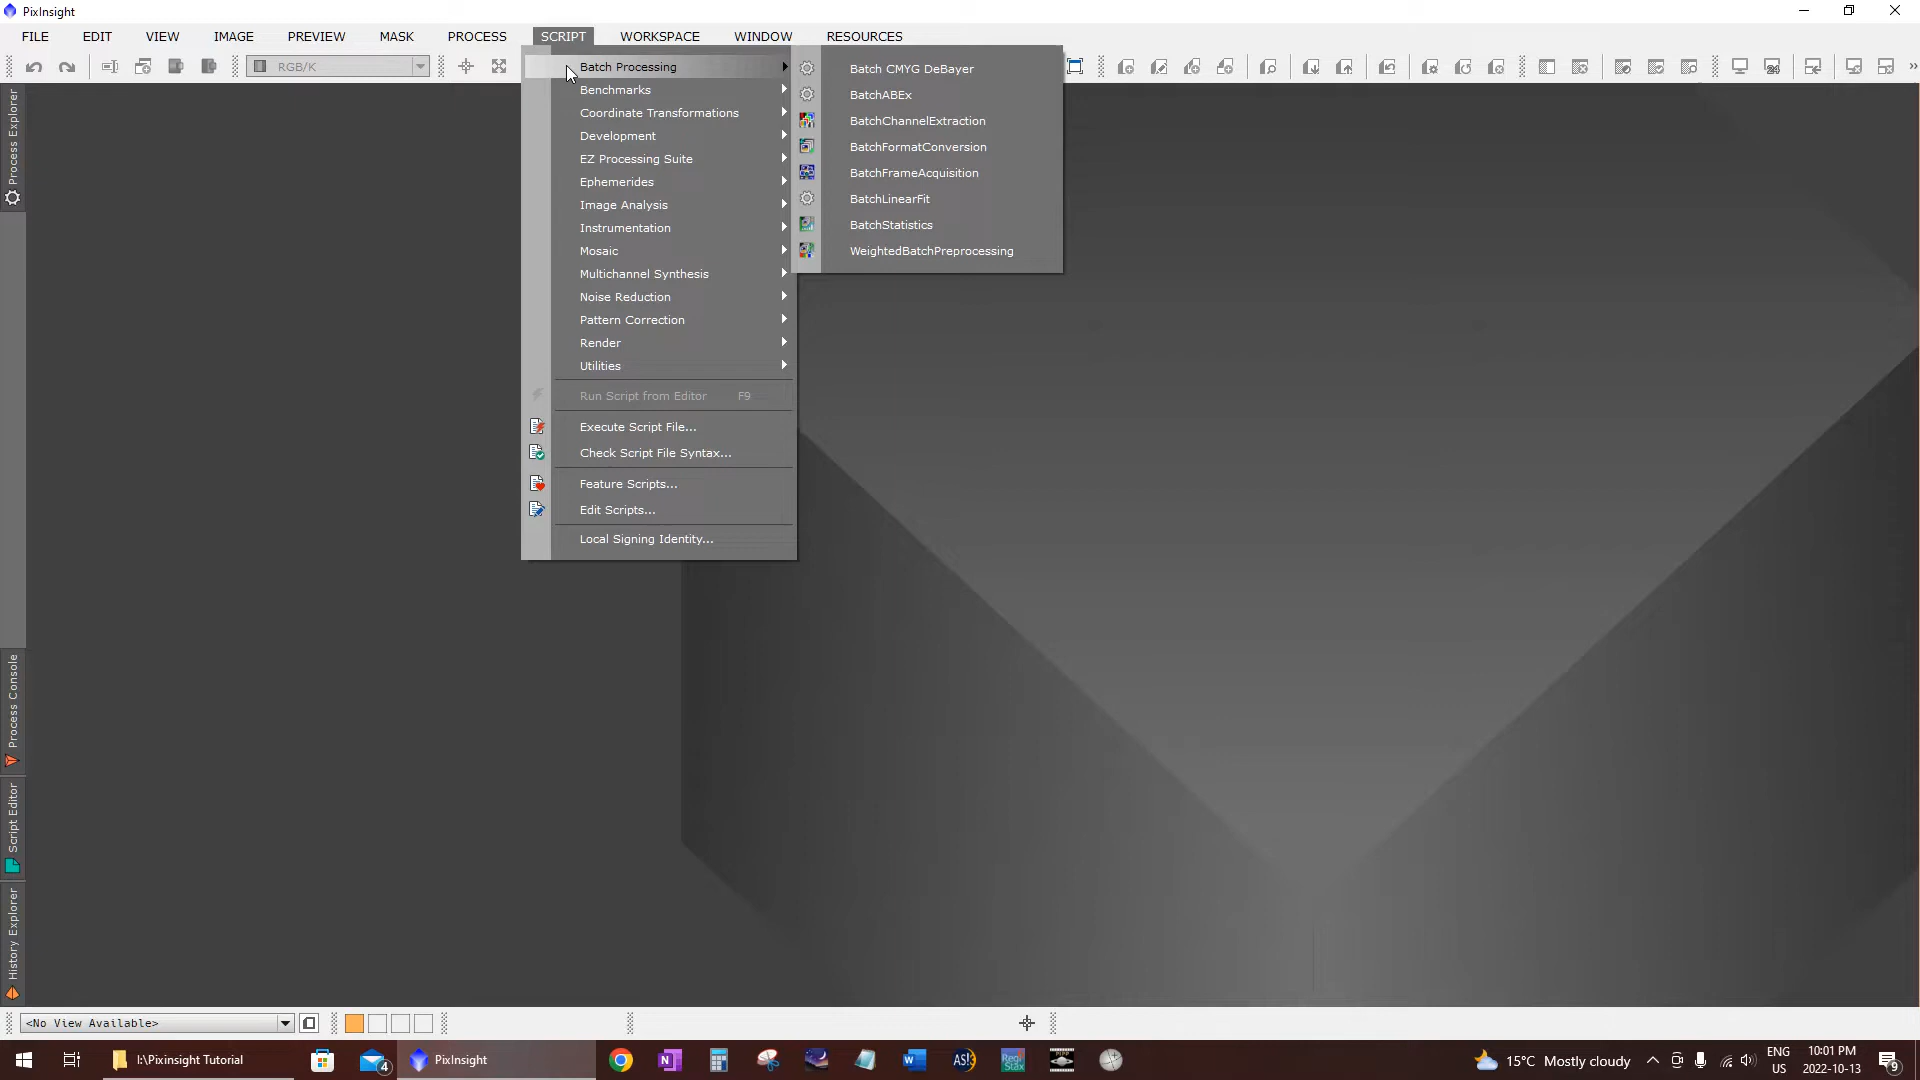 PixInsight
FILE EDIT VIEW IMAGE PREVIEW MASK PROCESS SCRIPT WORKSPACE WINDOW RESOURCES
RGB/K
Batch Processing
Benchmarks
Coordinate Transformations
Development
EZ Processing Suite
Ephemerides
Image Analysis
Instrumentation
Mosaic
Multichannel Synthesis
Noise Reduction
Pattern Correction
Render
Utilities
Run Script from Editor F9
Execute Script File...
Check Script File Syntax...
Feature Scripts...
Edit Scripts...
Local Signing Identity...
Batch CMYG DeBayer
BatchABEx
BatchChannelExtraction
BatchFormatConversion
BatchFrameAcquisition
BatchLinearFit
BatchStatistics
WeightedBatchPreprocessing
Process Explorer
Process Console
Script Editor
History Explorer
<No View Available>
I:\Pixinsight Tutorial
4
PixInsight
AS!
15°C Mostly cloudy
ENG
US
10:01 PM
2022-10-13
9